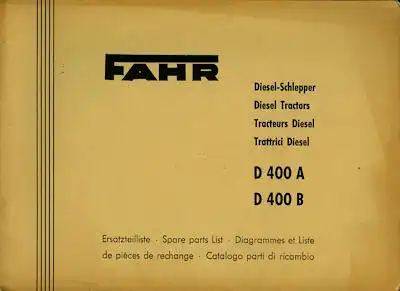 FAHR
Diesel-Schlepper
Diesel Tractors
Tracteurs Diesel
Trattrici Diesel
D 400 A
D 400 B
Ersatzteilliste · Spare parts List · Diagrammes et Liste
de pièces de rechange · Catalogo parti di ricambio